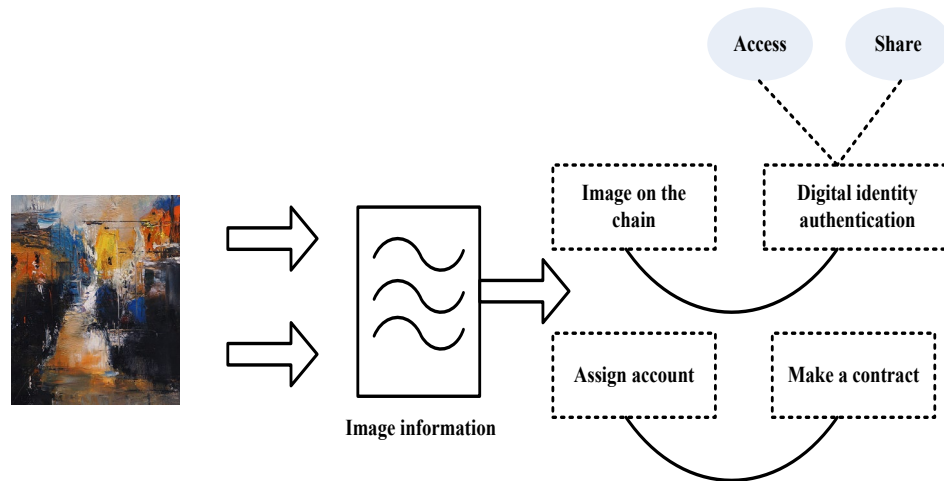 Access
Share
Image on the
chain
Digital identity
authentication
Assign account
Make a contract
Image information